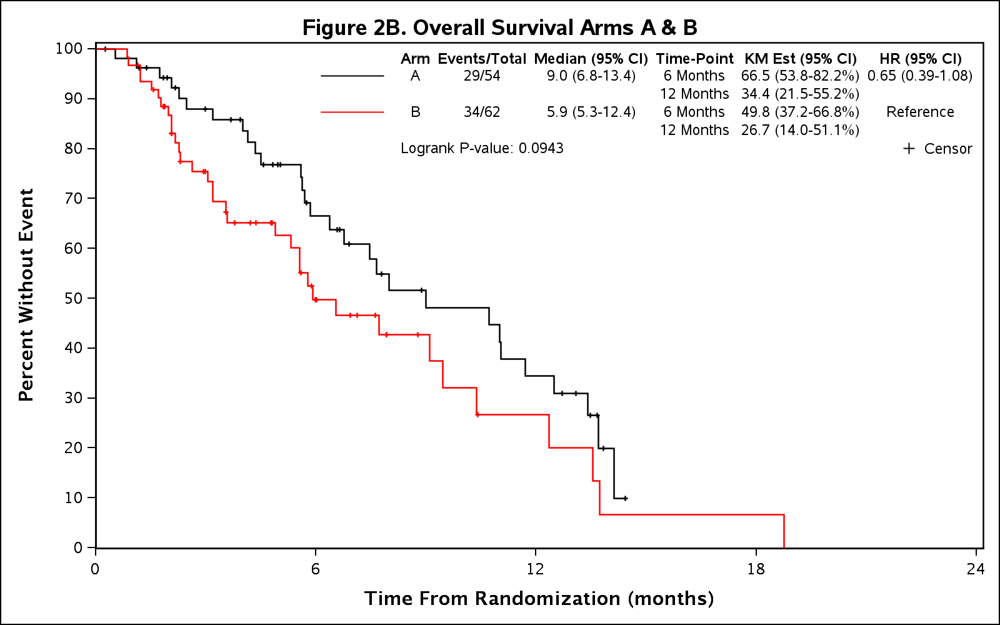 Figure 2B. Overall Survival Arms A & B
Arm Events/Total Median (95% CI) Time-Point KM Est (95% CI) HR (95% CI)
A 29/54 9.0 (6.8-13.4) 6 Months 66.5 (53.8-82.2%) 0.65 (0.39-1.08)
12 Months 34.4 (21.5-55.2%)
B 34/62 5.9 (5.3-12.4) 6 Months 49.8 (37.2-66.8%) Reference
12 Months 26.7 (14.0-51.1%)
Logrank P-value: 0.0943 + Censor
Percent Without Event
100
90
80
70
60
50
40
30
20
10
0
0 6 12 18 24
Time From Randomization (months)